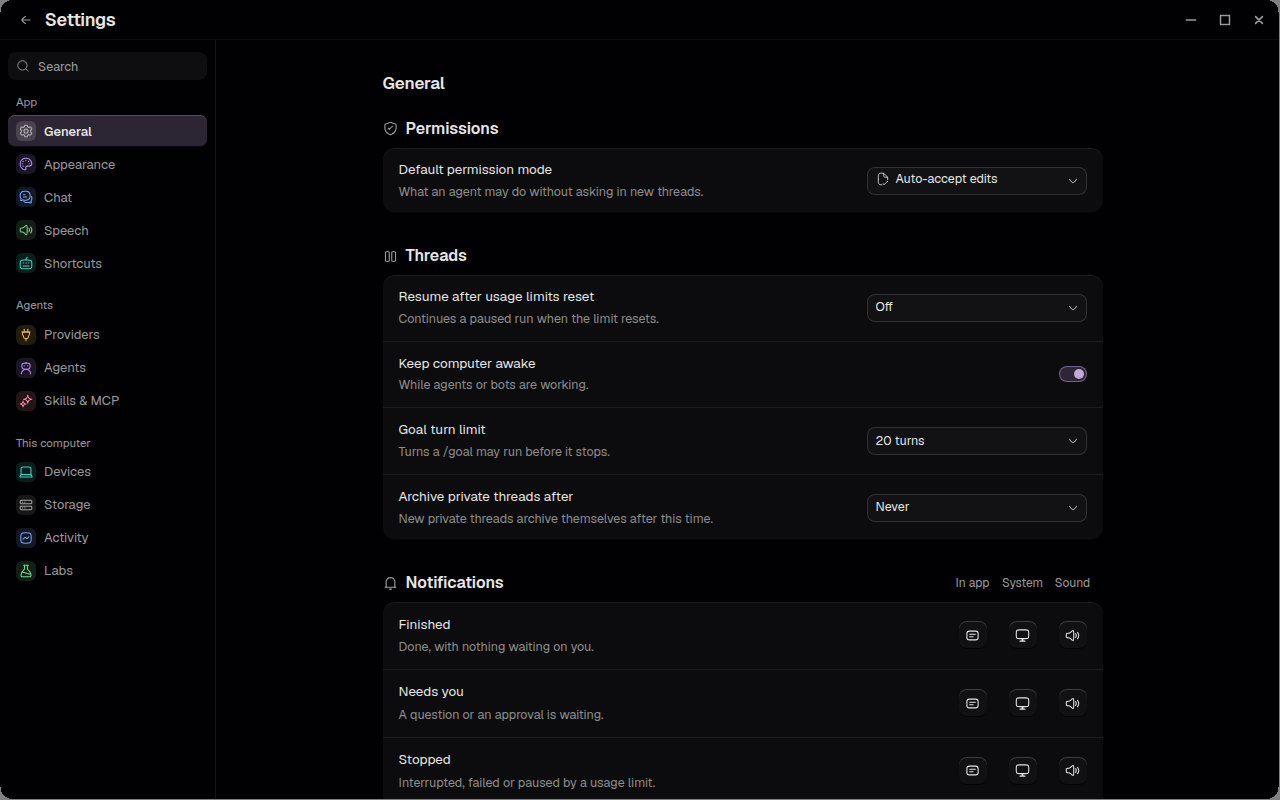 Settings
Search
App
General
Appearance
Chat
Speech
Shortcuts
Agents
Providers
Agents
Skills & MCP
This computer
Devices
Storage
Activity
Labs
General
Permissions
Default permission mode
What an agent may do without asking in new threads.
Auto-accept edits
Threads
Resume after usage limits reset
Continues a paused run when the limit resets.
Off
Keep computer awake
While agents or bots are working.
Goal turn limit
Turns a /goal may run before it stops.
20 turns
Archive private threads after
New private threads archive themselves after this time.
Never
Notifications
In app System Sound
Finished
Done, with nothing waiting on you.
Needs you
A question or an approval is waiting.
Stopped
Interrupted, failed or paused by a usage limit.